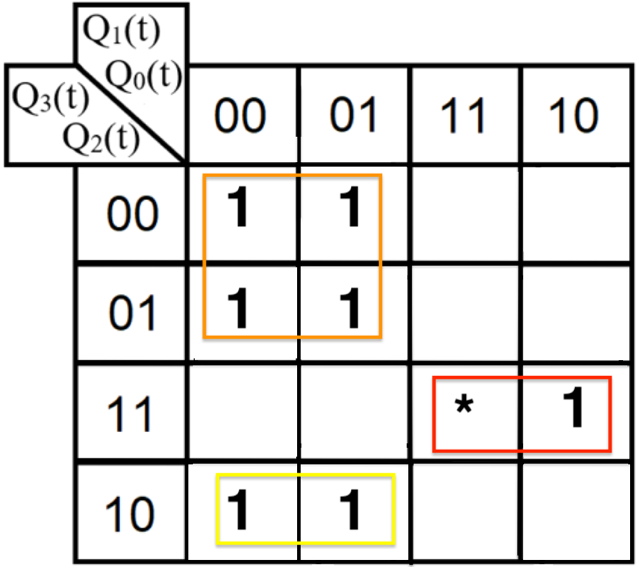 Q₁(t)
Q₀(t)
Q₃(t)
Q₂(t)
00 01 11 10
00 1 1
01 1 1
11 * 1
10 1 1